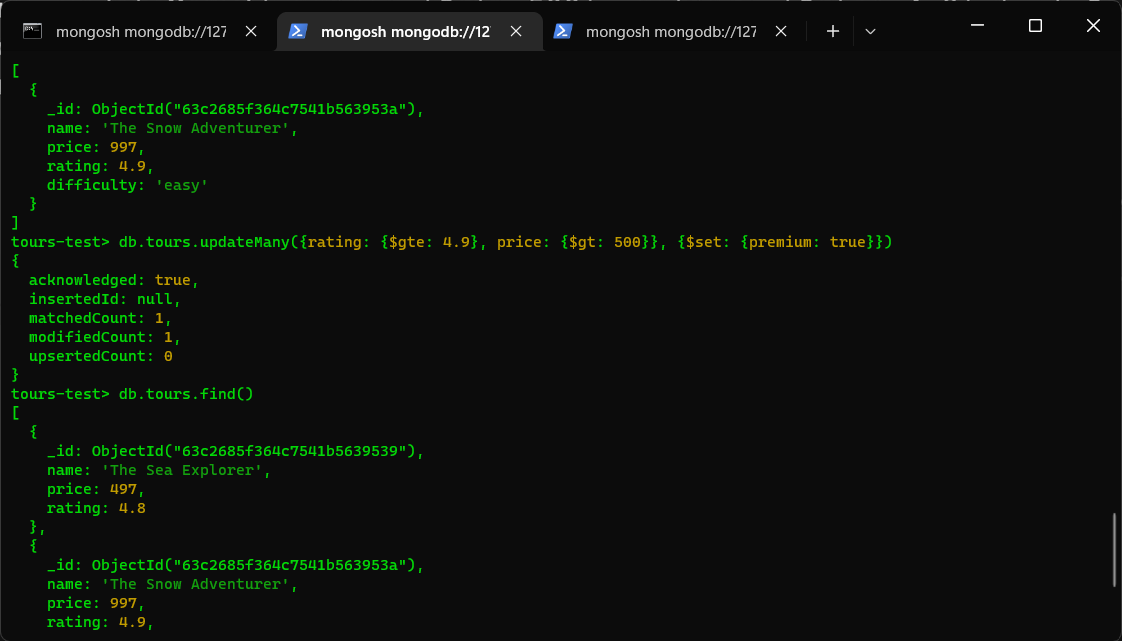 mongosh mongodb://127
mongosh mongodb://12
mongosh mongodb://127
[
  {
    _id: ObjectId("63c2685f364c7541b563953a"),
    name: 'The Snow Adventurer',
    price: 997,
    rating: 4.9,
    difficulty: 'easy'
  }
]
tours-test> db.tours.updateMany({rating: {$gte: 4.9}, price: {$gt: 500}}, {$set: {premium: true}})
{
  acknowledged: true,
  insertedId: null,
  matchedCount: 1,
  modifiedCount: 1,
  upsertedCount: 0
}
tours-test> db.tours.find()
[
  {
    _id: ObjectId("63c2685f364c7541b5639539"),
    name: 'The Sea Explorer',
    price: 497,
    rating: 4.8
  },
  {
    _id: ObjectId("63c2685f364c7541b563953a"),
    name: 'The Snow Adventurer',
    price: 997,
    rating: 4.9,